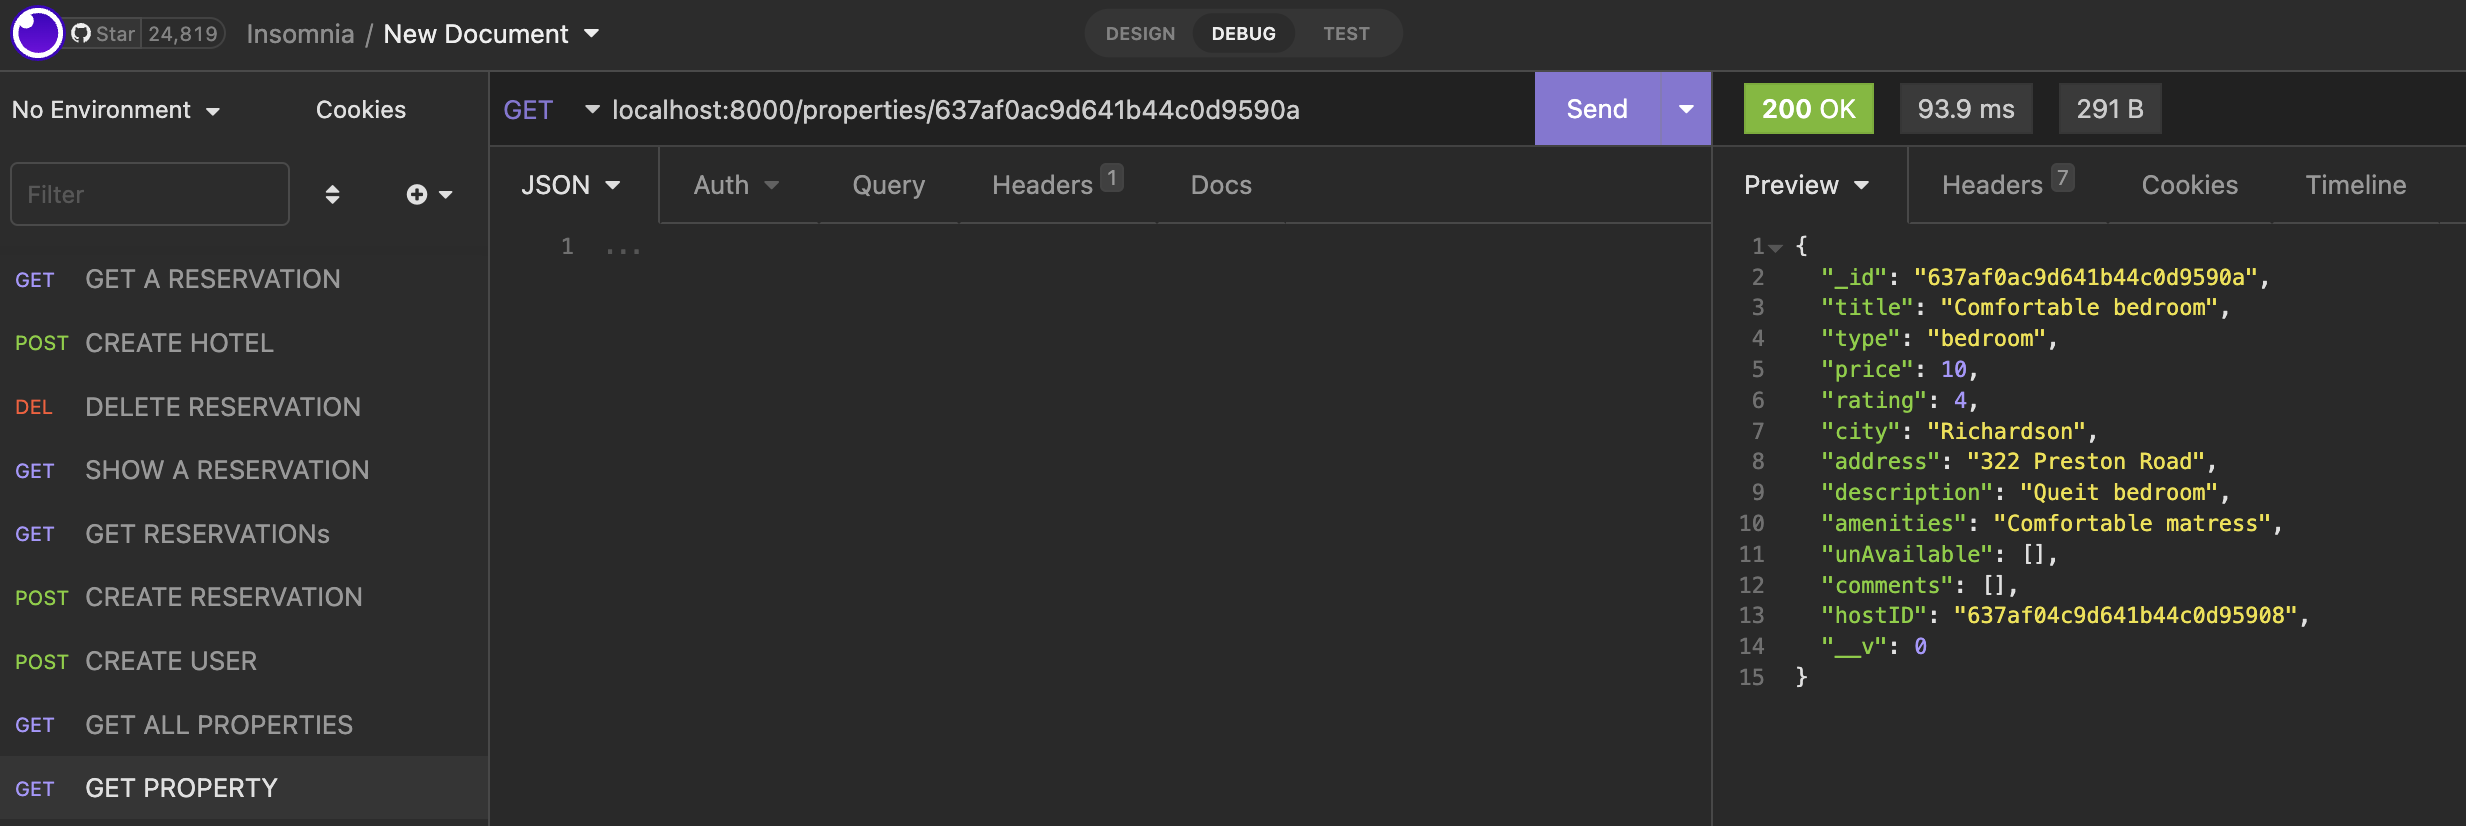 Star 24,819 Insomnia / New Document DESIGN DEBUG TEST
No Environment Cookies
Filter
GET GET A RESERVATION
POST CREATE HOTEL
DEL DELETE RESERVATION
GET SHOW A RESERVATION
GET GET RESERVATIONs
POST CREATE RESERVATION
POST CREATE USER
GET GET ALL PROPERTIES
GET GET PROPERTY
GET localhost:8000/properties/637af0ac9d641b44c0d9590a Send
JSON Auth Query Headers 1 Docs
1 ...
200 OK 93.9 ms 291 B
Preview Headers 7 Cookies Timeline
1 {
2 "_id": "637af0ac9d641b44c0d9590a",
3 "title": "Comfortable bedroom",
4 "type": "bedroom",
5 "price": 10,
6 "rating": 4,
7 "city": "Richardson",
8 "address": "322 Preston Road",
9 "description": "Queit bedroom",
10 "amenities": "Comfortable matress",
11 "unAvailable": [],
12 "comments": [],
13 "hostID": "637af04c9d641b44c0d95908",
14 "__v": 0
15 }